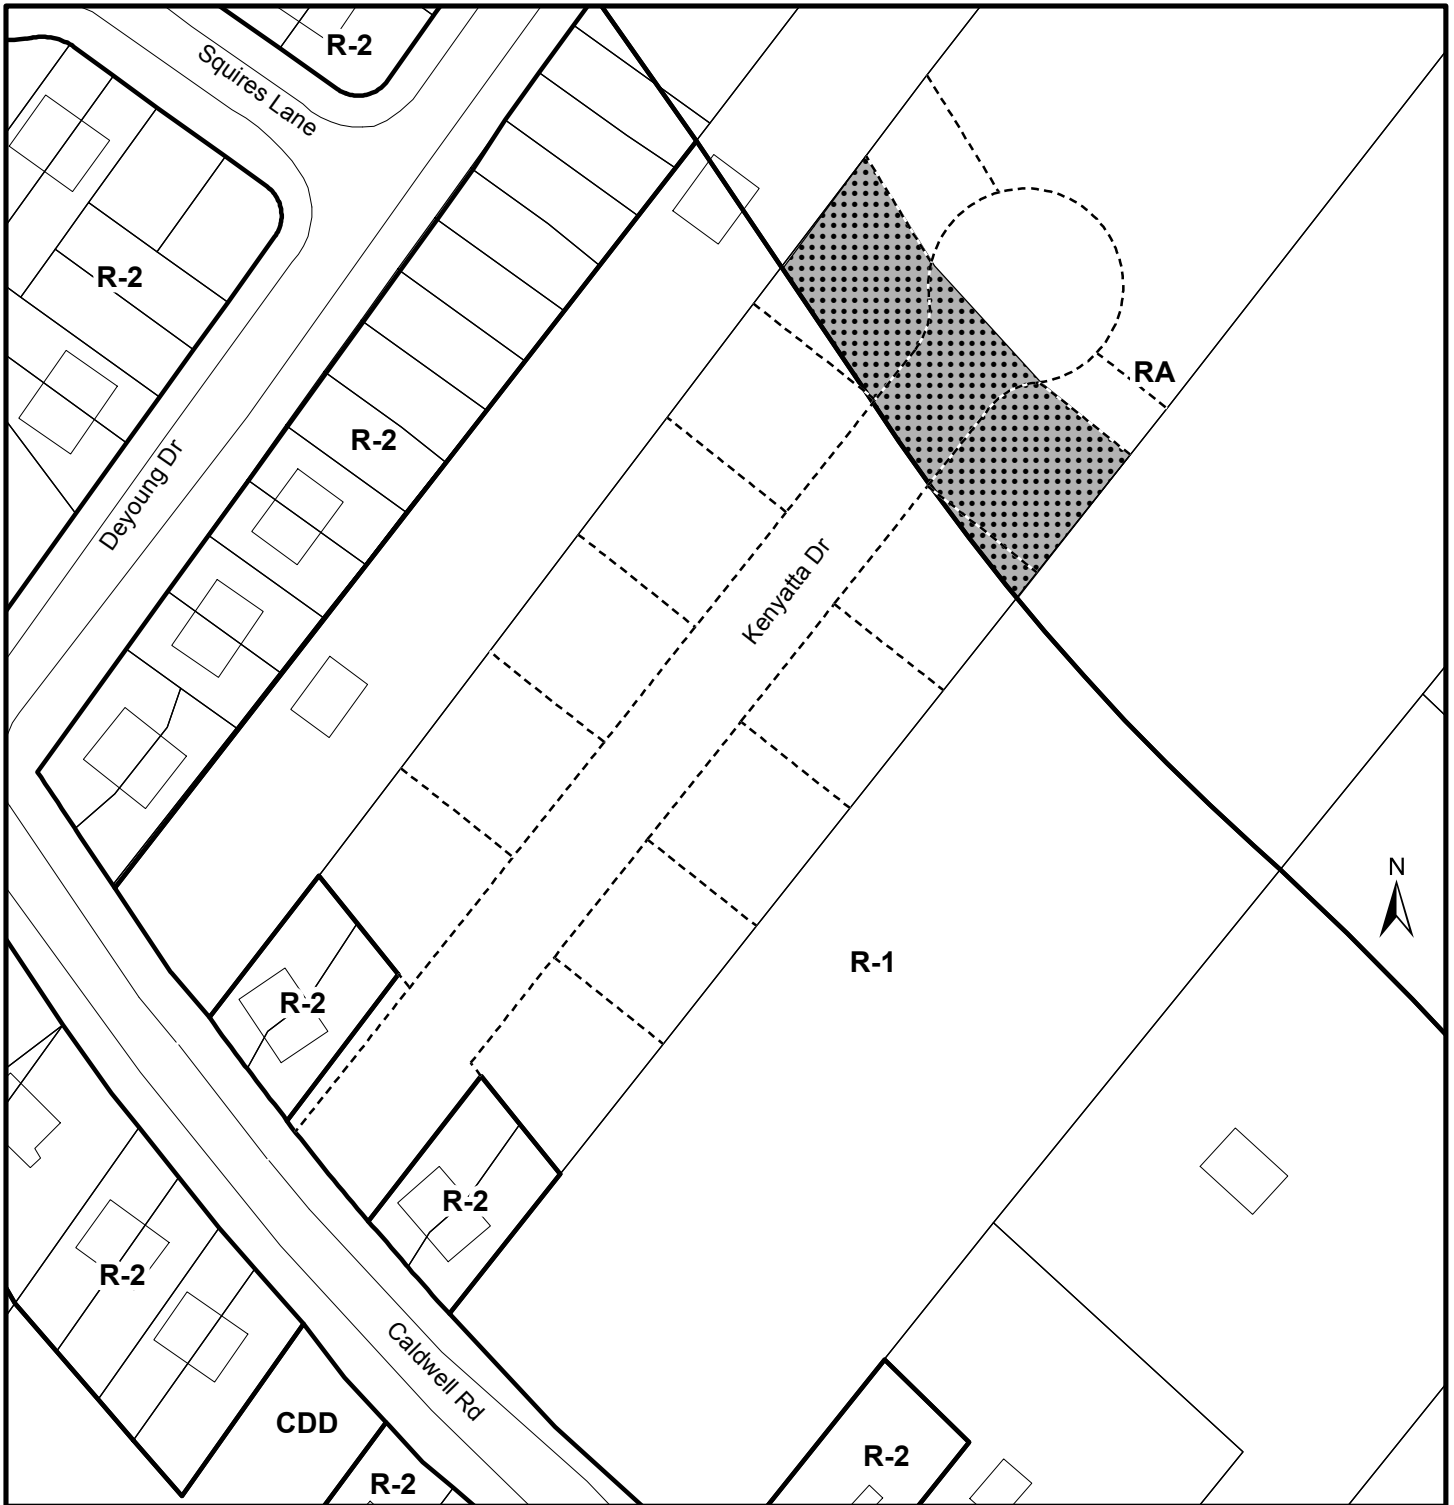 R-2
Squires Lane
R-2
RA
R-2
Deyoung Dr
Kenyatta Dr
N
R-1
R-2
R-2
R-2
Caldwell Rd
CDD
R-2
R-2